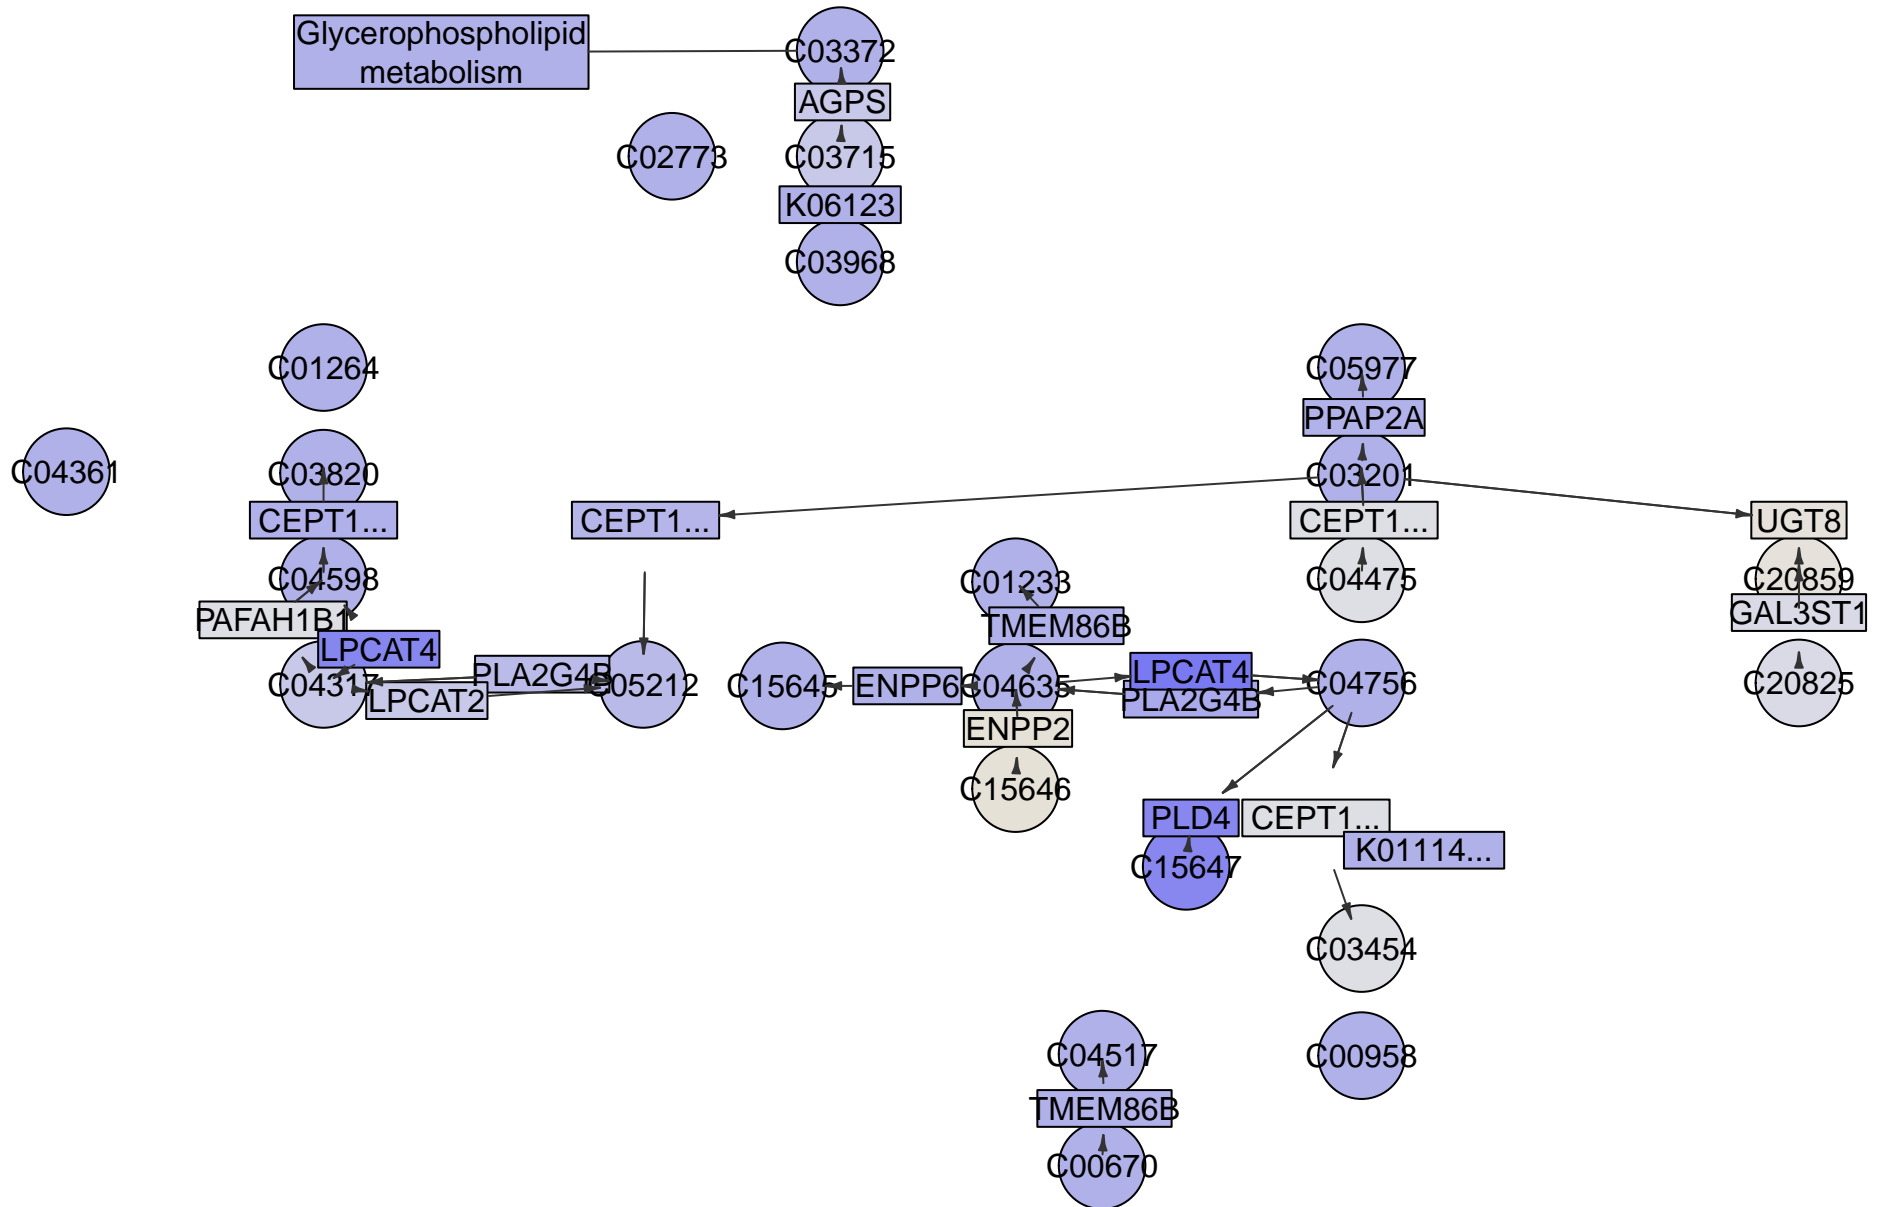 Glycerophospholipid
metabolism
C03372
AGPS
C02773
C03715
K06123
C03968
C01264
C05977
PPAP2A
C04361
C03820
C03201
CEPT1...
CEPT1...
CEPT1...
UGT8
C04598
C01233
C04475
C20859
PAFAH1B1
TMEM86B
GAL3ST1
LPCAT4
PLA2G4B
LPCAT4
C04317
LPCAT2
C05212
C15645
ENPP6
C04635
PLA2G4B
C04756
C20825
ENPP2
C15646
PLD4
CEPT1...
K01114...
C15647
C03454
C04517
C00958
TMEM86B
C00670